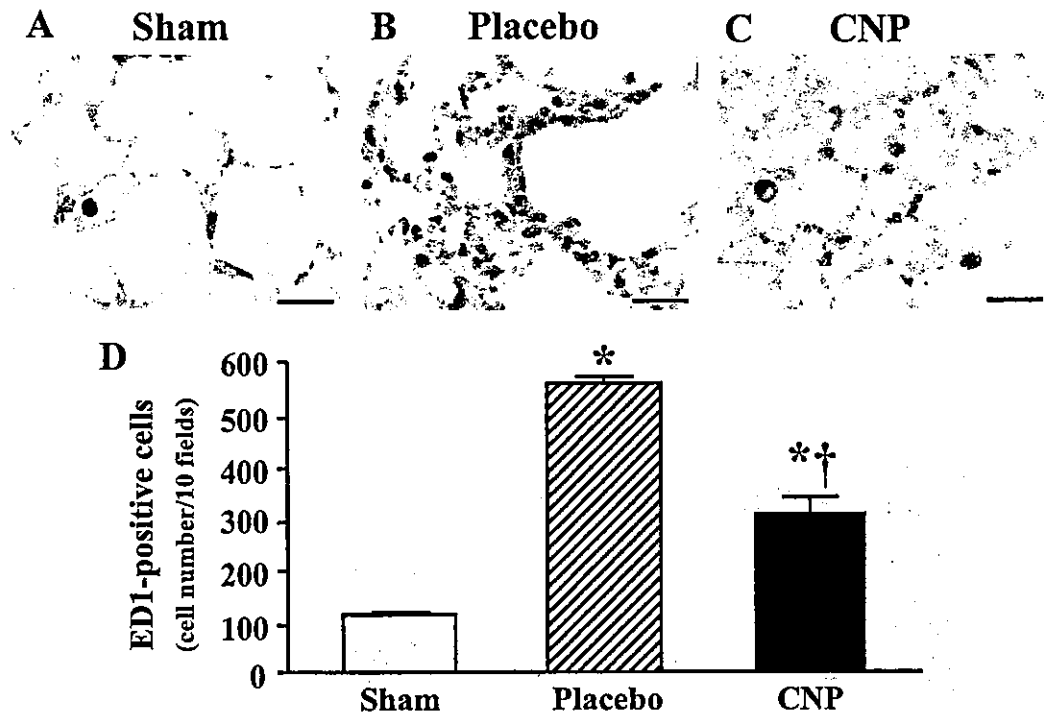 A Sham
B Placebo
C CNP
D
ED1-positive cells
(cell number/10 fields)
600
500
400
300
200
100
0
*
*†
Sham Placebo CNP